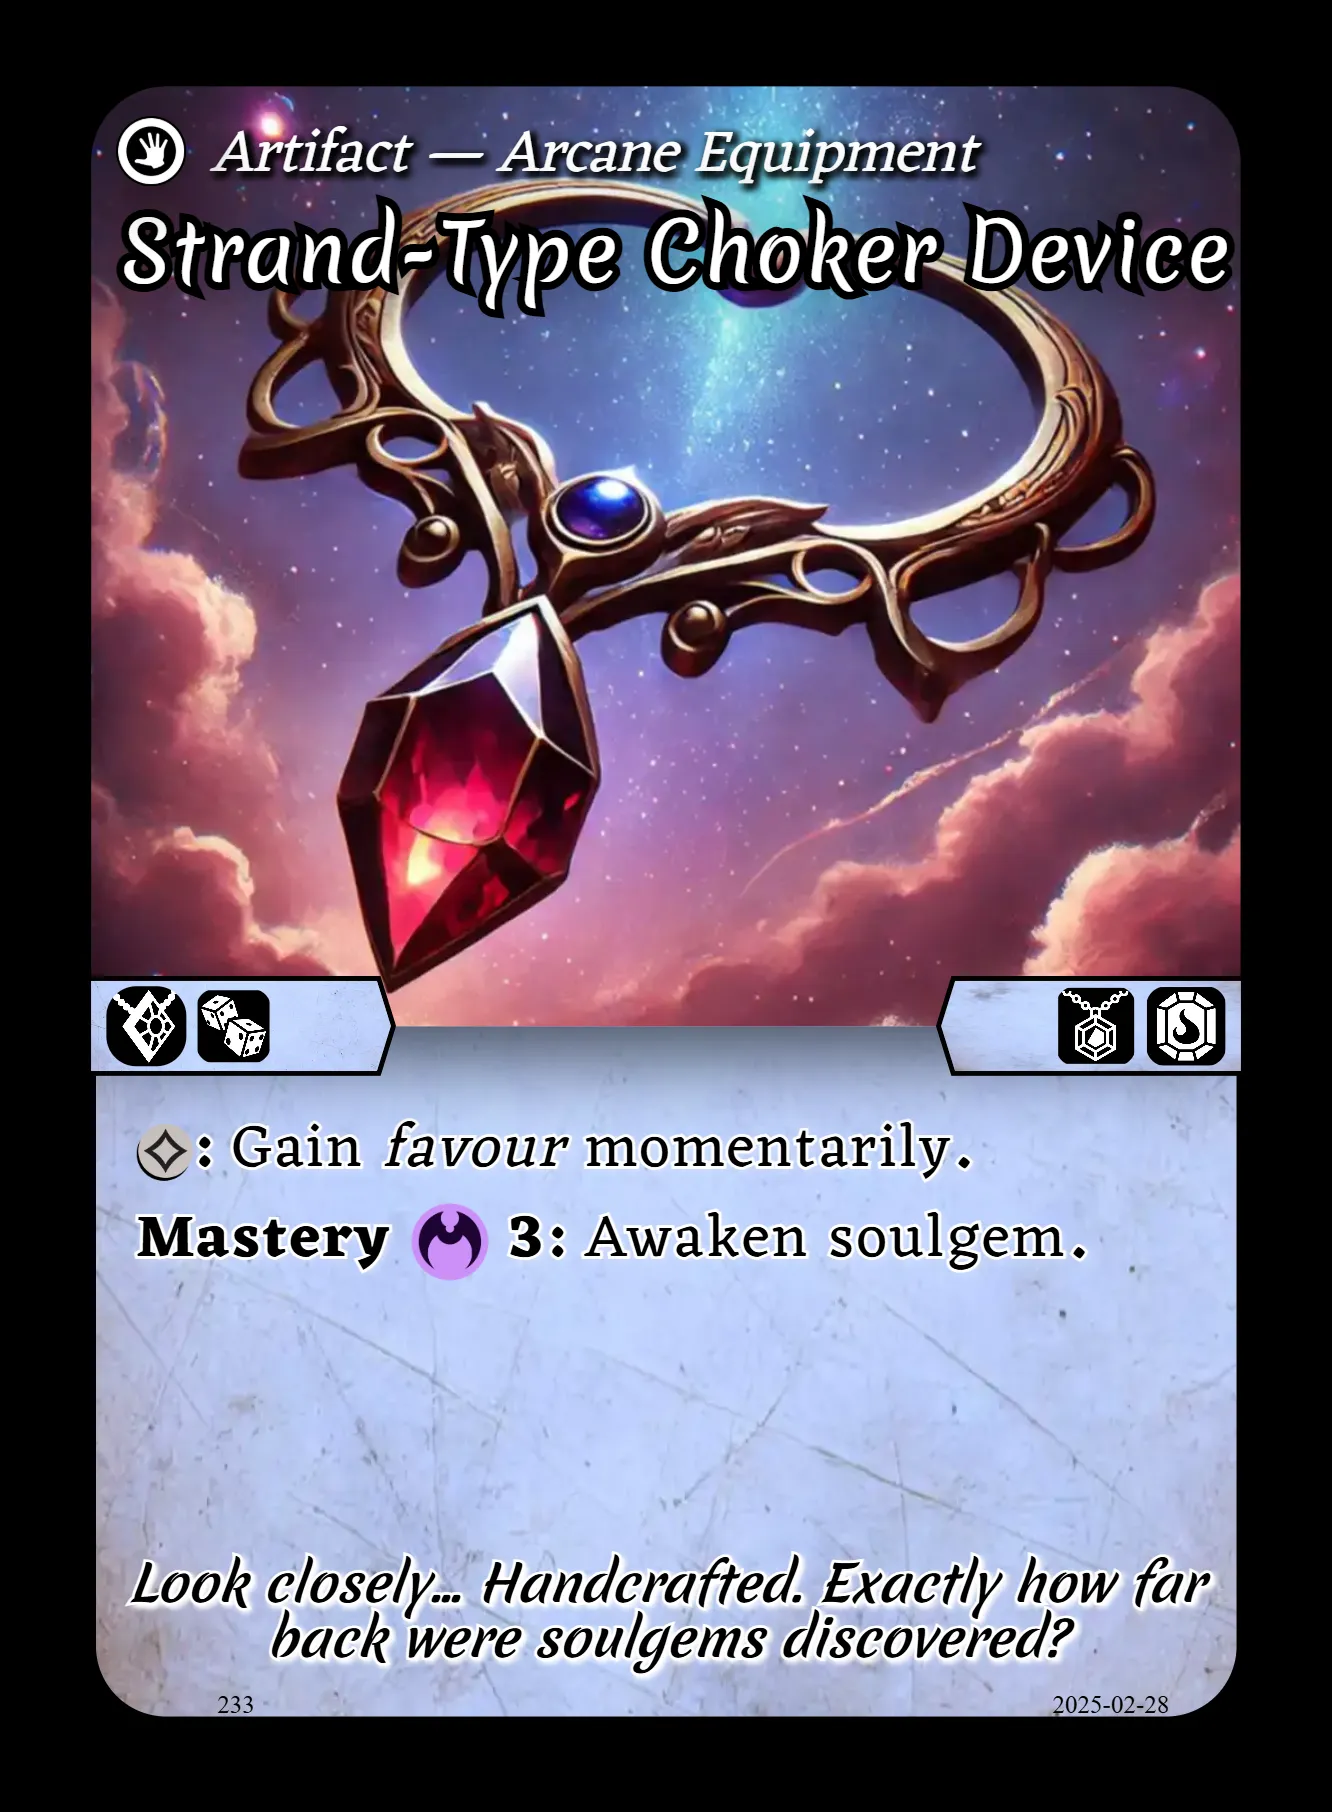 Artifact — Arcane Equipment
Strand-Type Choker Device
: Gain favour momentarily.
Mastery 3: Awaken soulgem.
Look closely... Handcrafted. Exactly how far
back were soulgems discovered?
233 2025-02-28